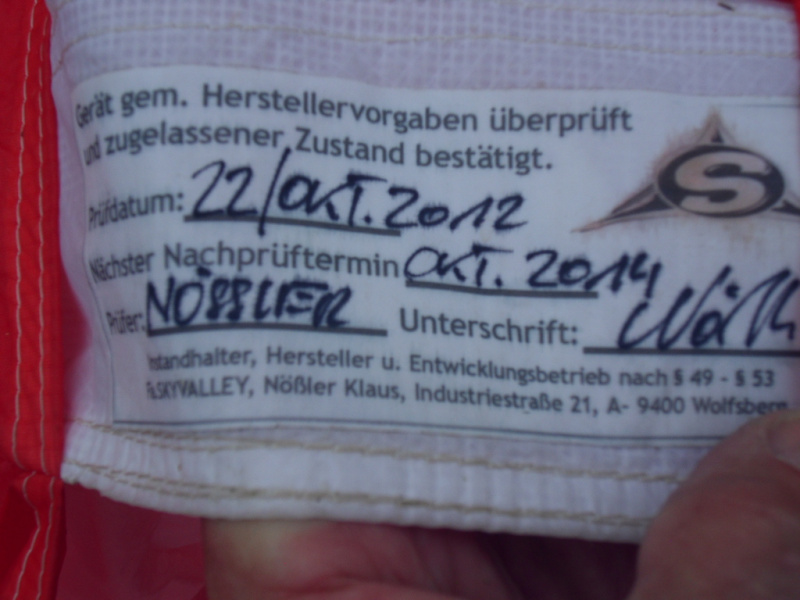 Gerät gem. Herstellervorgaben überprüft
und zugelassener Zustand bestätigt.
S
Prüfdatum: 22/OKT. 2012
Nächster Nachprüftermin OKT. 2014
Prüfer: NÖSSLER Unterschrift:
Instandhalter, Hersteller u. Entwicklungsbetrieb nach § 49 - § 53
Fa.SKYVALLEY, Nößler Klaus, Industriestraße 21, A- 9400 Wolfsberg